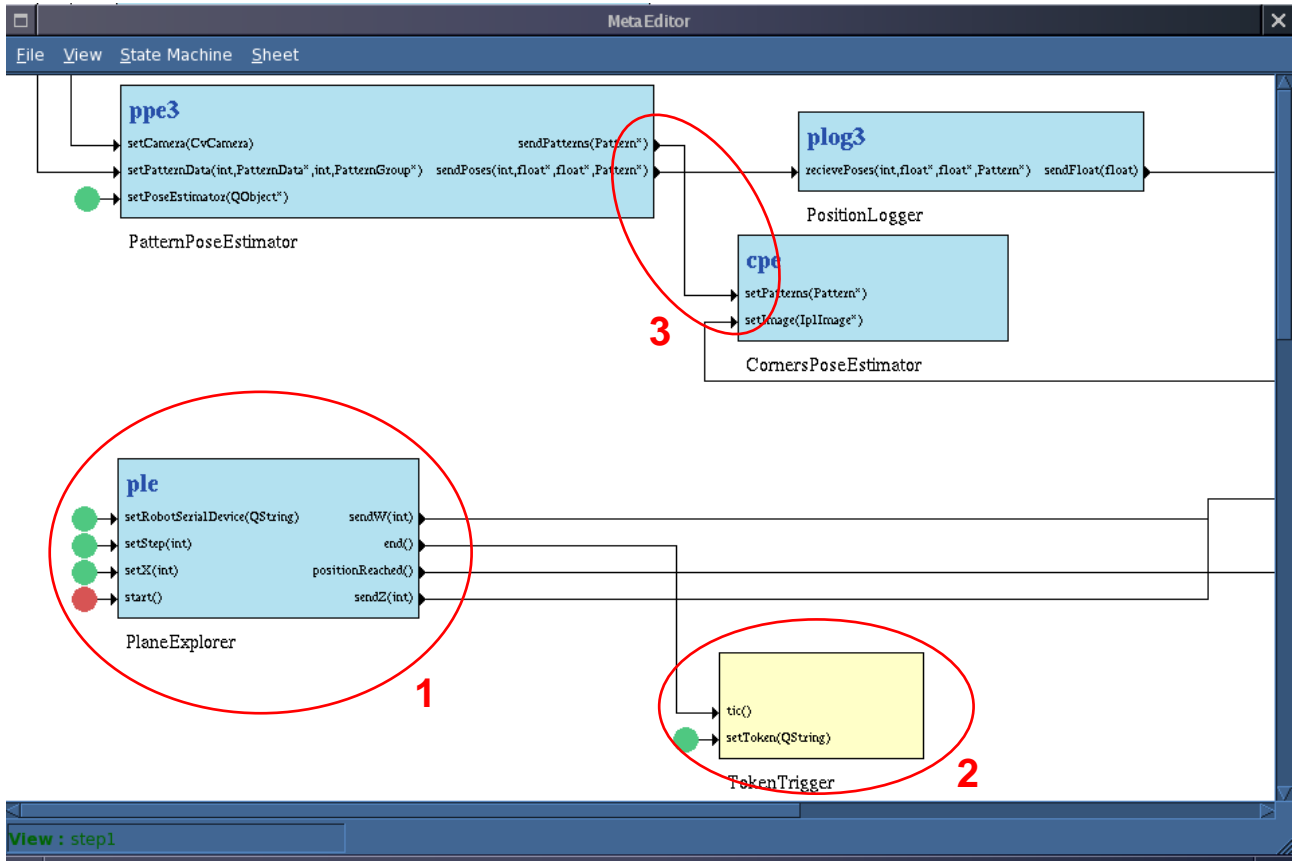 MetaEditor
File View State Machine Sheet
ppe3
setCamera(CvCamera) sendPatterns(Pattern*)
setPatternData(int,PatternData*,int,PatternGroup*) sendPoses(int,float*,float*,Pattern*)
setPoseEstimator(QObject*)
PatternPoseEstimator
plog3
recievePoses(int,float*,float*,Pattern*) sendFloat(float)
PositionLogger
cpe
setPatterns(Pattern*)
setImage(IplImage*)
CornersPoseEstimator
3
ple
setRobotSerialDevice(QString) sendW(int)
setStep(int) end()
setX(int) positionReached()
start() sendZ(int)
PlaneExplorer
1
tic()
setToken(QString)
TokenTrigger
2
View : step1